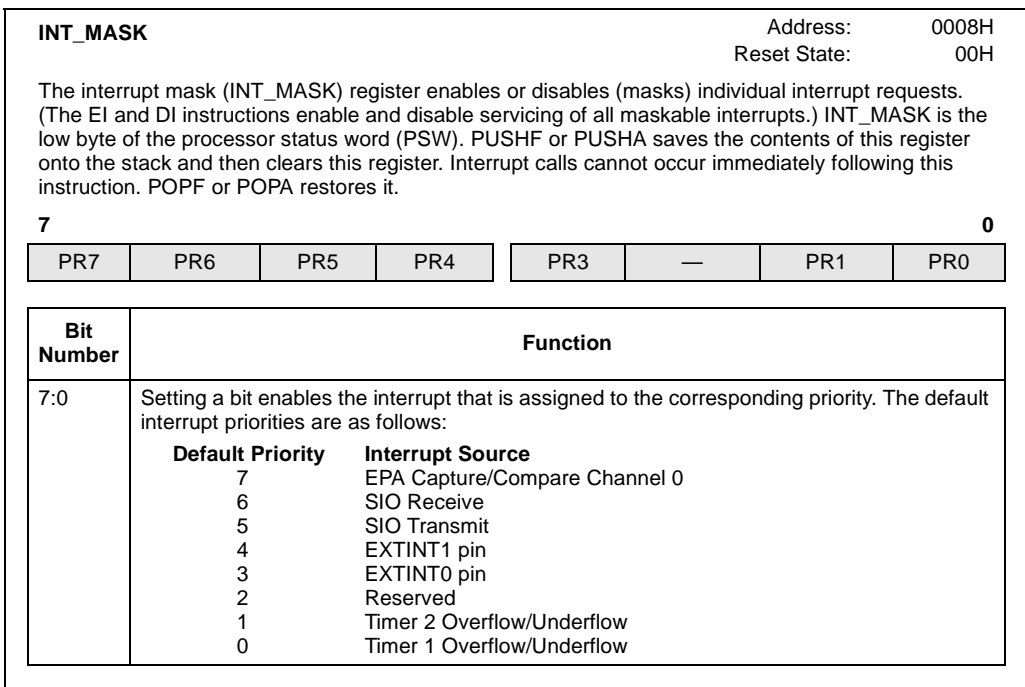 INT_MASK
Address: 0008H
Reset State: 00H
The interrupt mask (INT_MASK) register enables or disables (masks) individual interrupt requests.
(The EI and DI instructions enable and disable servicing of all maskable interrupts.) INT_MASK is the
low byte of the processor status word (PSW). PUSHF or PUSHA saves the contents of this register
onto the stack and then clears this register. Interrupt calls cannot occur immediately following this
instruction. POPF or POPA restores it.
7 0
PR7 PR6 PR5 PR4 PR3 — PR1 PR0
Bit Number Function
7:0 Setting a bit enables the interrupt that is assigned to the corresponding priority. The default
interrupt priorities are as follows:
Default Priority Interrupt Source
7 EPA Capture/Compare Channel 0
6 SIO Receive
5 SIO Transmit
4 EXTINT1 pin
3 EXTINT0 pin
2 Reserved
1 Timer 2 Overflow/Underflow
0 Timer 1 Overflow/Underflow